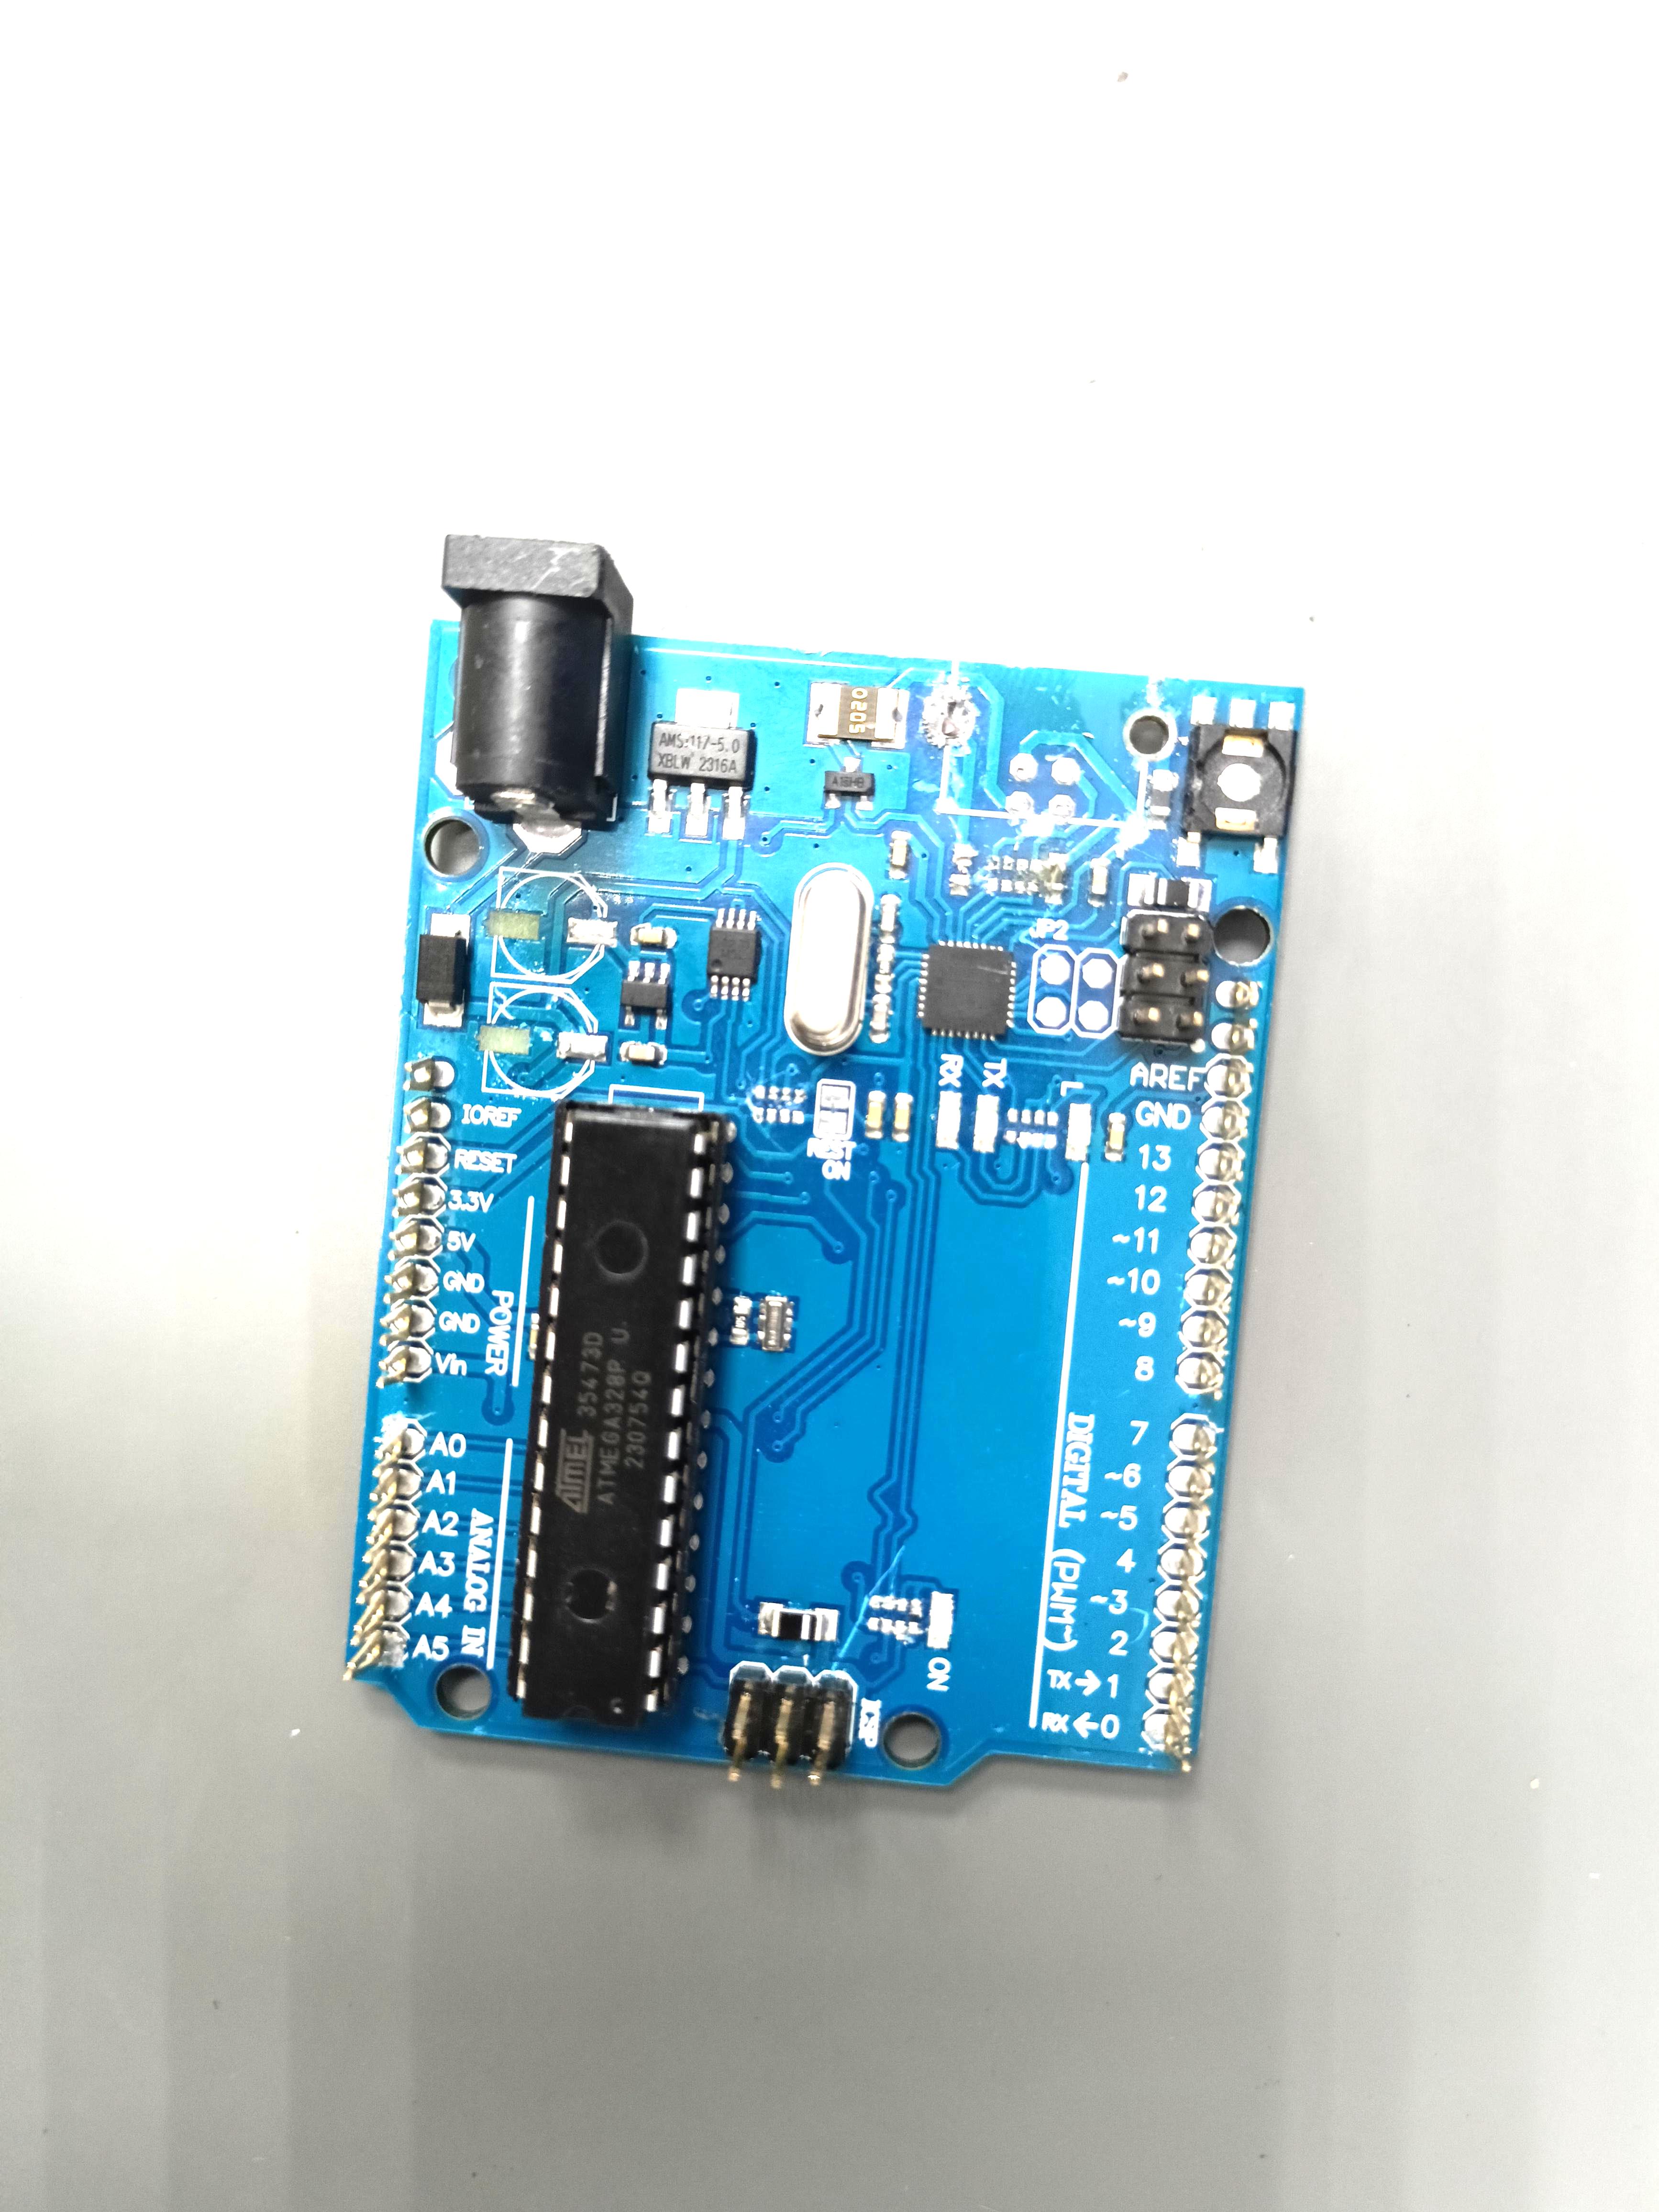 AMS1117-5.0
XBLW 2316A
5020
JP2
RX
TX
L
AREF
GND
13
12
~11
~10
~9
8
7
~6
~5
4
~3
2
TX→1
RX←0
DIGITAL (PWM~)
IOREF
RESET
3.3V
5V
GND
GND
Vin
POWER
A0
A1
A2
A3
A4
A5
ANALOG IN
ATMEL 35473D
ATMEGA328P U.
2307540
ON
ICSP